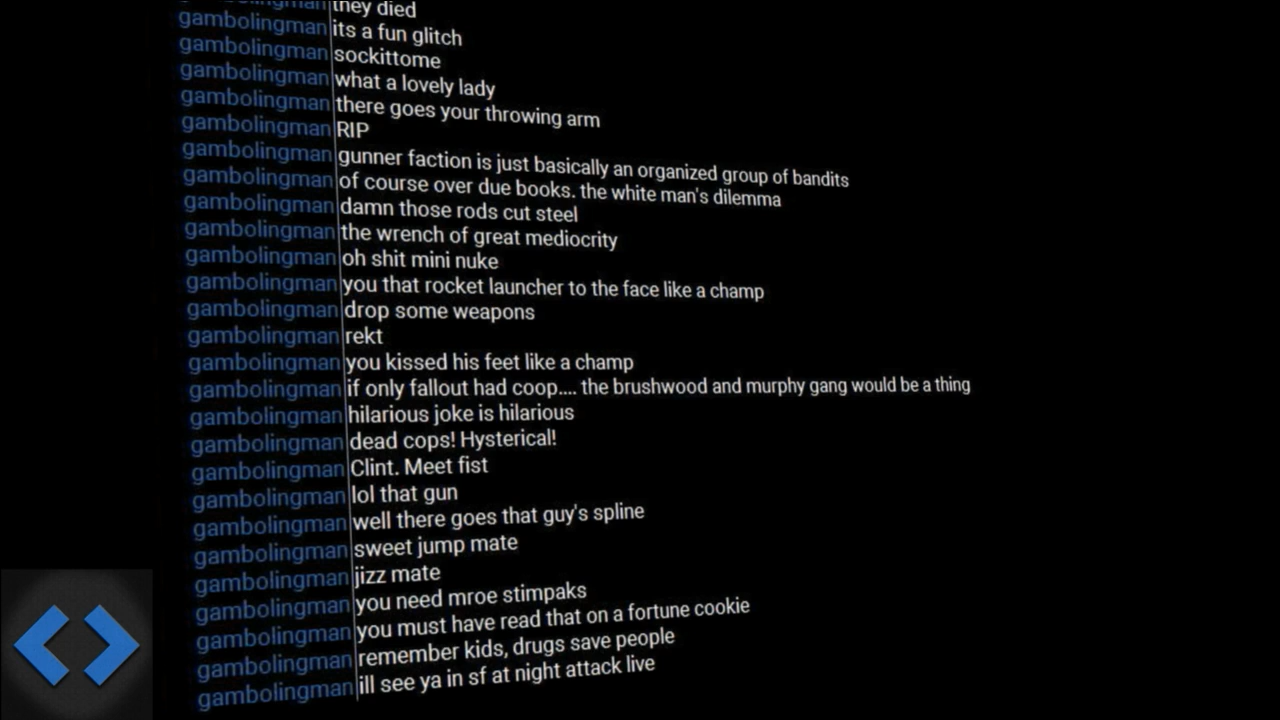 gambolingman they died
gambolingman its a fun glitch
gambolingman sockittome
gambolingman what a lovely lady
gambolingman there goes your throwing arm
gambolingman RIP
gambolingman gunner faction is just basically an organized group of bandits
gambolingman of course over due books. the white man's dilemma
gambolingman damn those rods cut steel
gambolingman the wrench of great mediocrity
gambolingman oh shit mini nuke
gambolingman you that rocket launcher to the face like a champ
gambolingman drop some weapons
gambolingman rekt
gambolingman you kissed his feet like a champ
gambolingman if only fallout had coop.... the brushwood and murphy gang would be a thing
gambolingman hilarious joke is hilarious
gambolingman dead cops! Hysterical!
gambolingman Clint. Meet fist
gambolingman lol that gun
gambolingman well there goes that guy's spline
gambolingman sweet jump mate
gambolingman jizz mate
gambolingman you need mroe stimpaks
gambolingman you must have read that on a fortune cookie
gambolingman remember kids, drugs save people
gambolingman ill see ya in sf at night attack live